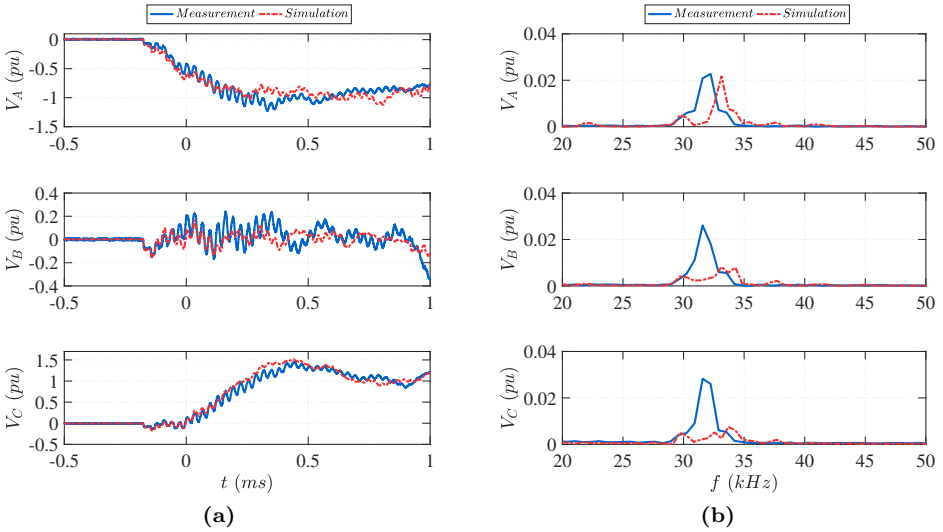 Measurement Simulation
0
-0.5
-1
-1.5
V_A (pu)
-0.5 0 0.5 1
0.4
0.2
0
-0.2
-0.4
V_B (pu)
-0.5 0 0.5 1
1.5
1
0.5
0
-0.5
V_C (pu)
-0.5 0 0.5 1
t (ms)
(a)
Measurement Simulation
0.04
0.02
0
V_A (pu)
20 25 30 35 40 45 50
0.04
0.02
0
V_B (pu)
20 25 30 35 40 45 50
0.04
0.02
0
V_C (pu)
20 25 30 35 40 45 50
f (kHz)
(b)